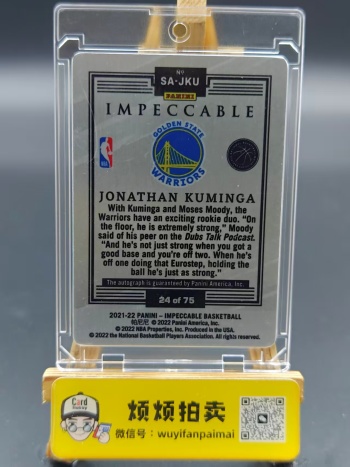 Nº
SA-JKU
PANINI
IMPECCABLE
GOLDEN STATE
WARRIORS
JONATHAN KUMINGA
With Kuminga and Moses Moody, the
Warriors have an exciting rookie duo. “On
the floor, he is extremely strong,” Moody
said of his peer on the Dubs Talk Podcast.
“And he's not just strong when you got a
good base and you're off two. When he's
off one doing that Eurostep, holding the
ball he's just as strong.”
The autograph is guaranteed by Panini America, Inc.
24 of 75
2021-22 PANINI – IMPECCABLE BASKETBALL
帕尼尼 © 2022 Panini America, Inc.
© 2022 NBA Properties, Inc. Produced in the USA.
© 2022 the National Basketball Players Association. All rights reserved.
Card
烦烦拍卖
微信号：wuyifanpaimai